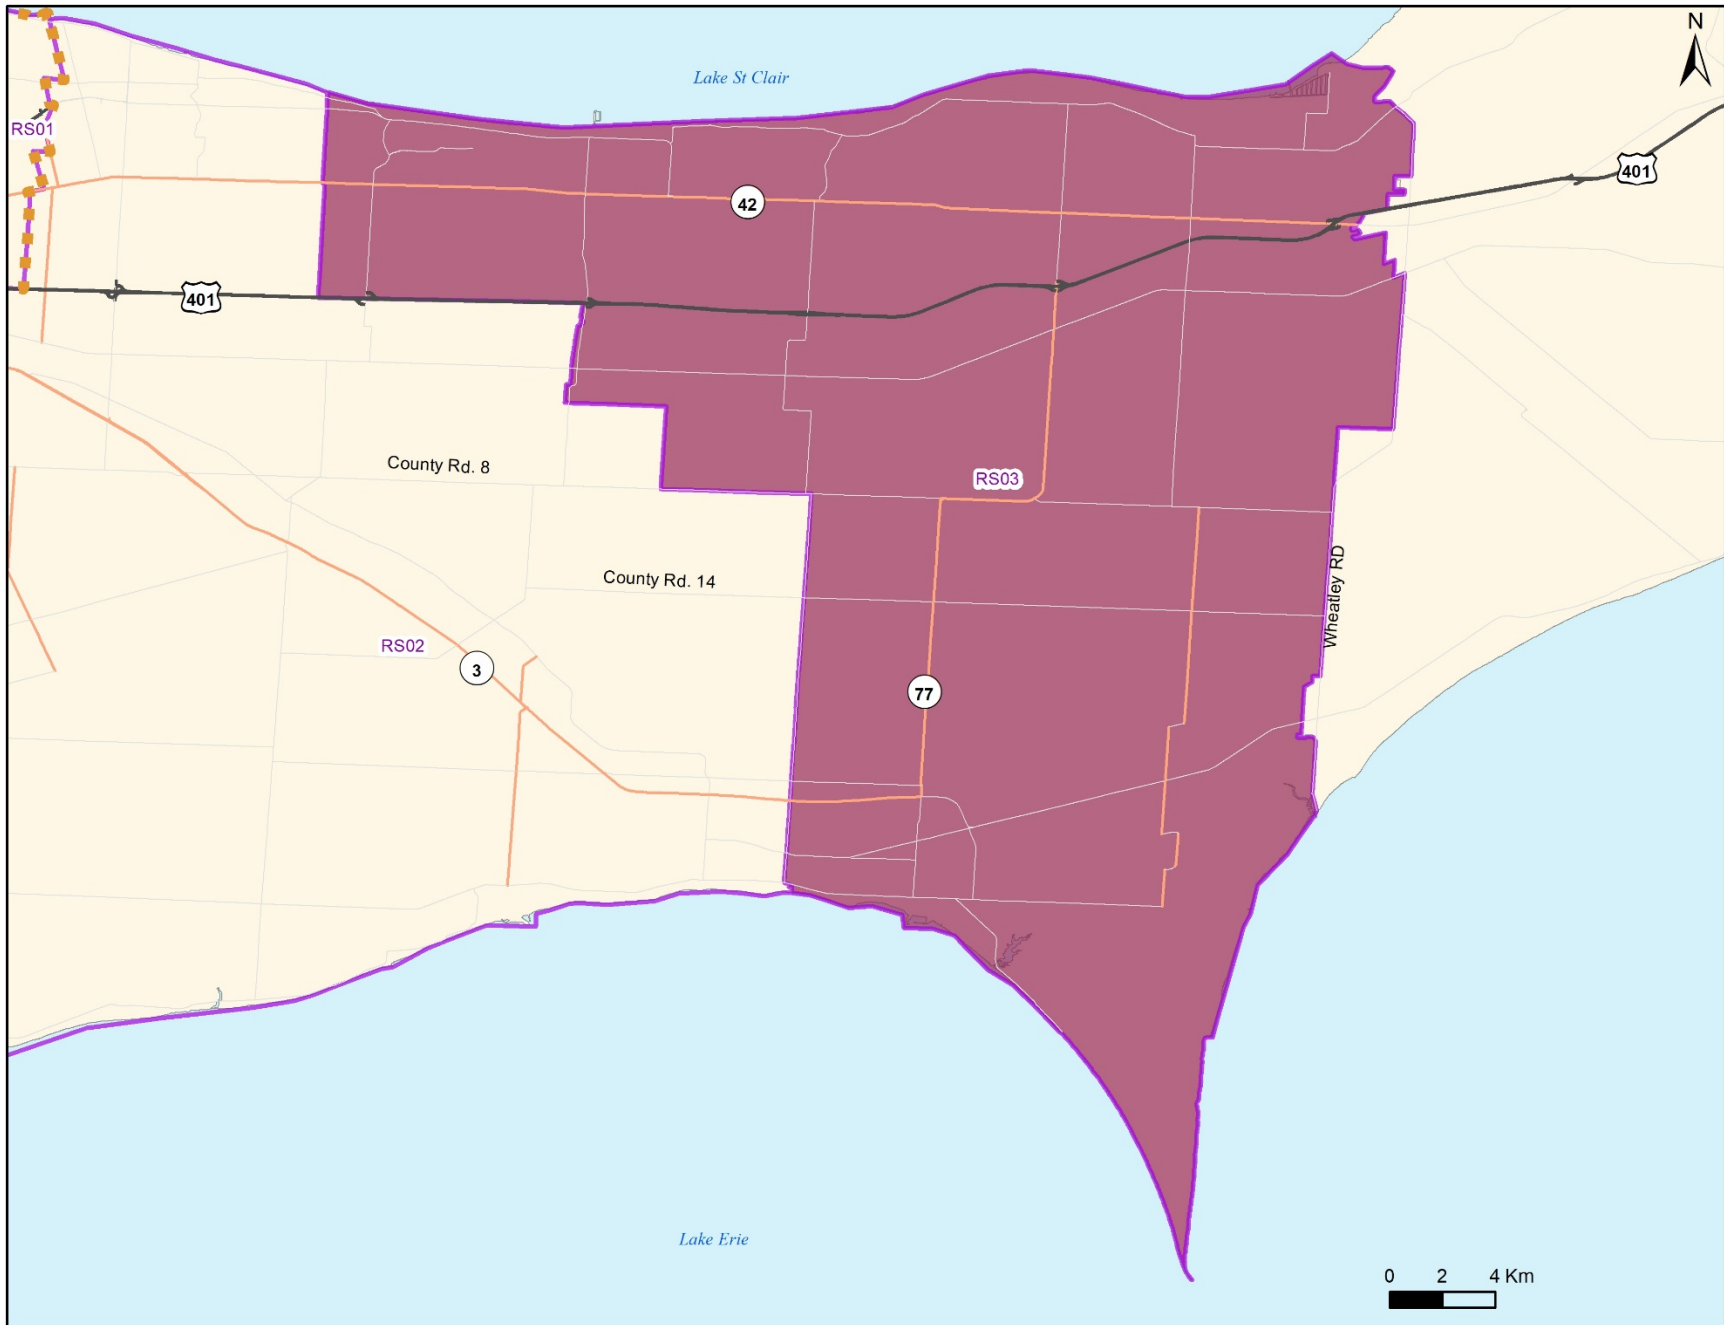 N
Lake St Clair
RS01
401
42
401
County Rd. 8
RS03
County Rd. 14
Wheatley RD
RS02
3
77
Lake Erie
0 2 4 Km